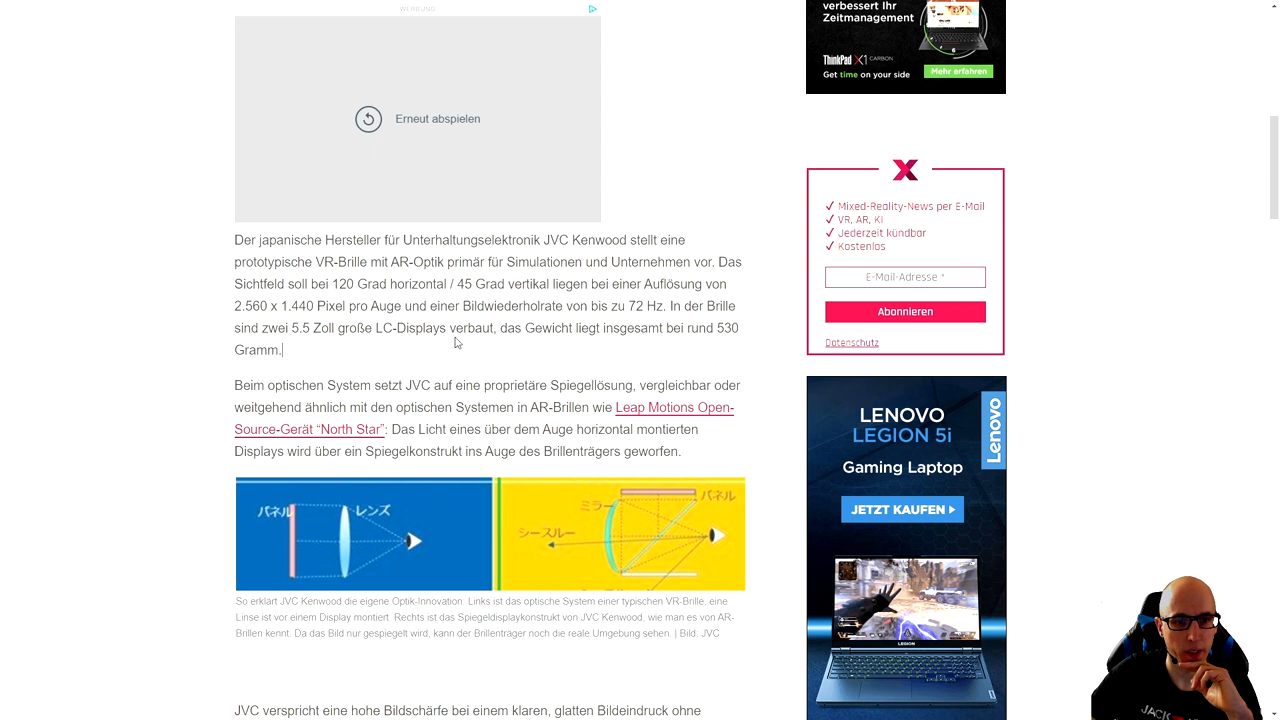 WERBUNG
Erneut abspielen
Der japanische Hersteller für Unterhaltungselektronik JVC Kenwood stellt eine
prototypische VR-Brille mit AR-Optik primär für Simulationen und Unternehmen vor. Das
Sichtfeld soll bei 120 Grad horizontal / 45 Grad vertikal liegen bei einer Auflösung von
2.560 x 1.440 Pixel pro Auge und einer Bildwiederholrate von bis zu 72 Hz. In der Brille
sind zwei 5.5 Zoll große LC-Displays verbaut, das Gewicht liegt insgesamt bei rund 530
Gramm.
Beim optischen System setzt JVC auf eine proprietäre Spiegellösung, vergleichbar oder
weitgehend ähnlich mit den optischen Systemen in AR-Brillen wie Leap Motions Open-
Source-Gerät “North Star”: Das Licht eines über dem Auge horizontal montierten
Displays wird über ein Spiegelkonstrukt ins Auge des Brillenträgers geworfen.
パネル レンズ
ミラー パネル
シースルー
So erklärt JVC Kenwood die eigene Optik-Innovation: Links ist das optische System einer typischen VR-Brille, eine
Linse ist vor einem Display montiert. Rechts ist das Spiegeldisplaykonstrukt von JVC Kenwood, wie man es von AR-
Brillen kennt. Da das Bild nur gespiegelt wird, kann der Brillenträger noch die reale Umgebung sehen. | Bild: JVC
JVC verspricht eine hohe Bildschärfe bei einem klaren, glatten Bildeindruck ohne
verbessert Ihr
Zeitmanagement
ThinkPad X1 CARBON
Get time on your side
Mehr erfahren
X
✓ Mixed-Reality-News per E-Mail
✓ VR, AR, KI
✓ Jederzeit kündbar
✓ Kostenlos
E-Mail-Adresse *
Abonnieren
Datenschutz
LENOVO
LEGION 5i
Lenovo
Gaming Laptop
JETZT KAUFEN
LEGION
JACK